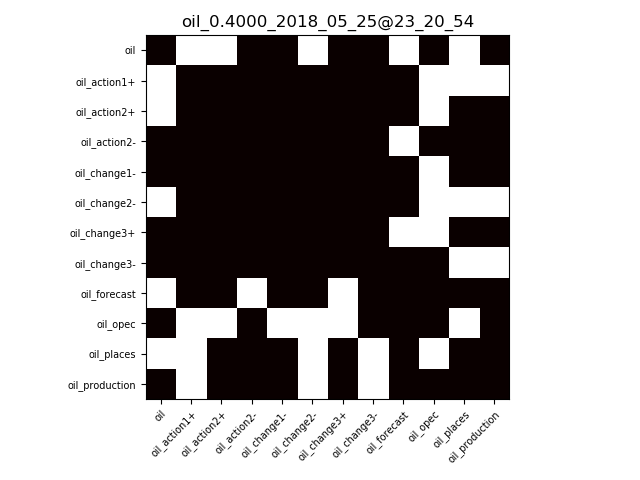 oil_0.4000_2018_05_25@23_20_54
oil
oil_action1+
oil_action2+
oil_action2-
oil_change1-
oil_change2-
oil_change3+
oil_change3-
oil_forecast
oil_opec
oil_places
oil_production
oil
oil_action1+
oil_action2+
oil_action2-
oil_change1-
oil_change2-
oil_change3+
oil_change3-
oil_forecast
oil_opec
oil_places
oil_production